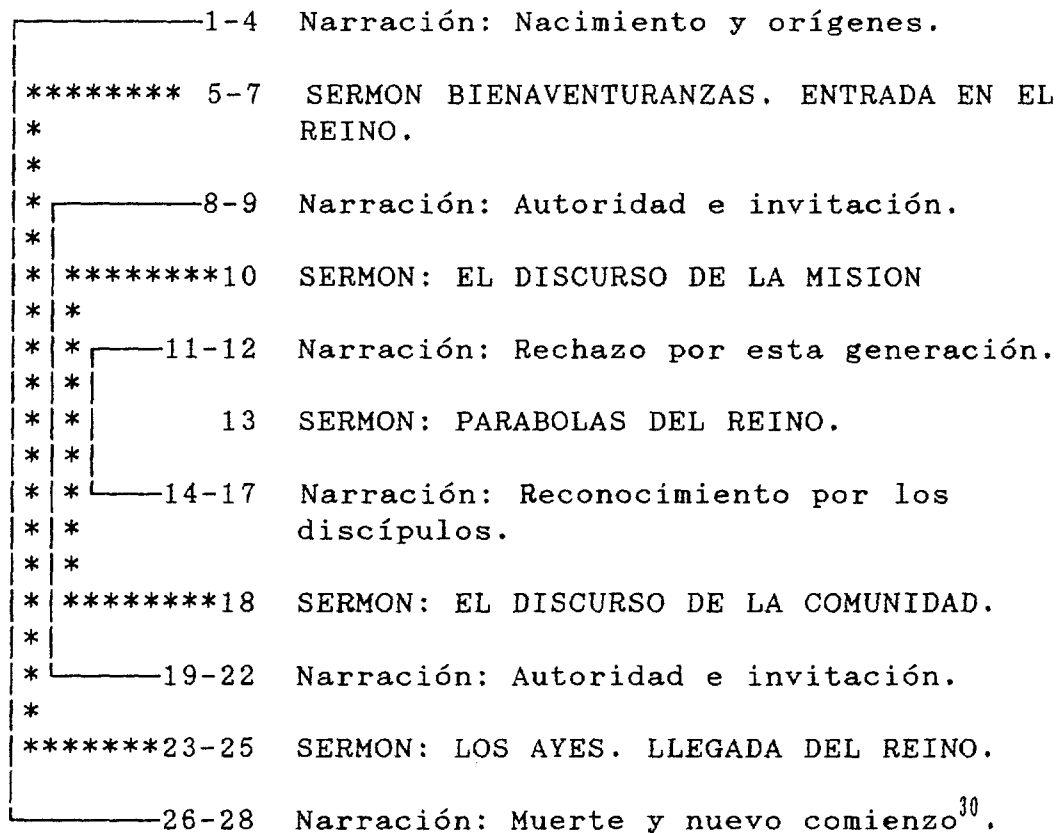 1-4 Narración: Nacimiento y orígenes.
******** 5-7 SERMON BIENAVENTURANZAS. ENTRADA EN EL
* REINO.
*
* 8-9 Narración: Autoridad e invitación.
*
* ********10 SERMON: EL DISCURSO DE LA MISION
* *
* * 11-12 Narración: Rechazo por esta generación.
* *
* * 13 SERMON: PARABOLAS DEL REINO.
* *
* * 14-17 Narración: Reconocimiento por los
* * discípulos.
* *
* ********18 SERMON: EL DISCURSO DE LA COMUNIDAD.
*
* 19-22 Narración: Autoridad e invitación.
*
*******23-25 SERMON: LOS AYES. LLEGADA DEL REINO.
26-28 Narración: Muerte y nuevo comienzo30.